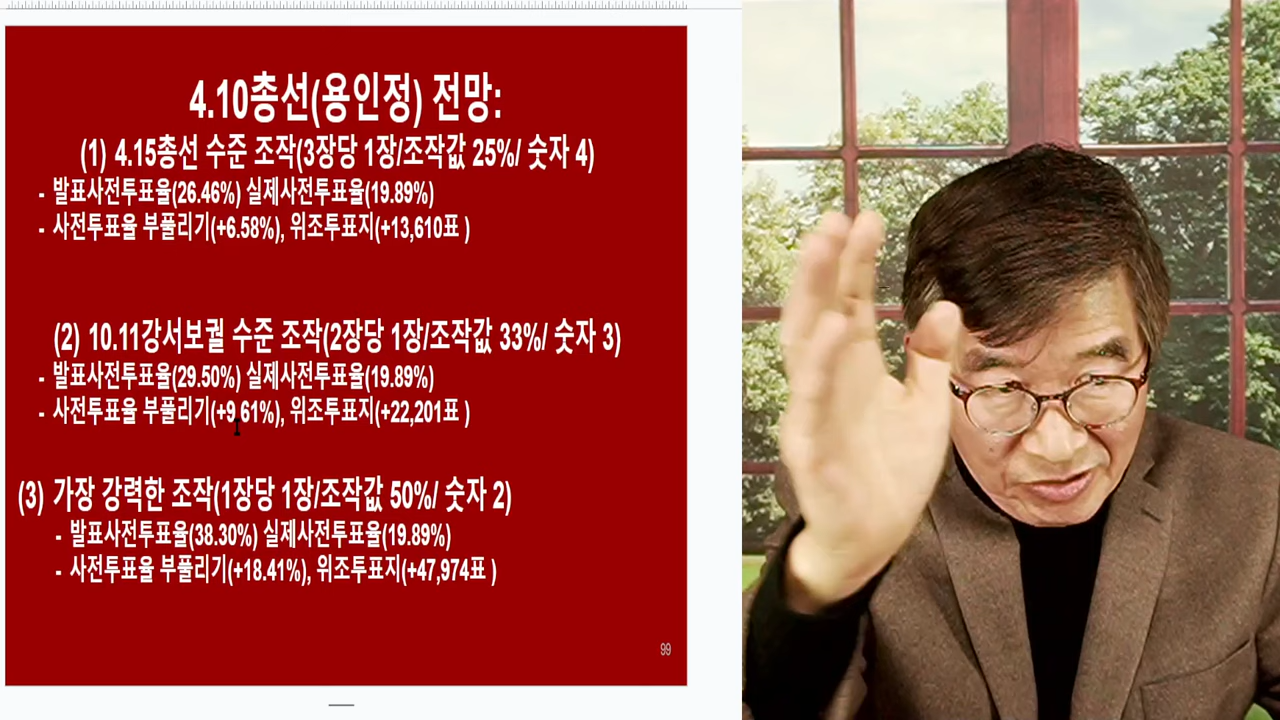 4.10총선(용인정) 전망:
(1) 4.15총선 수준 조작(3장당 1장/조작값 25%/ 숫자 4)
- 발표사전투표율(26.46%) 실제사전투표율(19.89%)
- 사전투표율 부풀리기(+6.58%), 위조투표지(+13,610표 )
(2) 10.11강서보궐 수준 조작(2장당 1장/조작값 33%/ 숫자 3)
- 발표사전투표율(29.50%) 실제사전투표율(19.89%)
- 사전투표율 부풀리기(+9.61%), 위조투표지(+22,201표 )
(3) 가장 강력한 조작(1장당 1장/조작값 50%/ 숫자 2)
- 발표사전투표율(38.30%) 실제사전투표율(19.89%)
- 사전투표율 부풀리기(+18.41%), 위조투표지(+47,974표 )
99